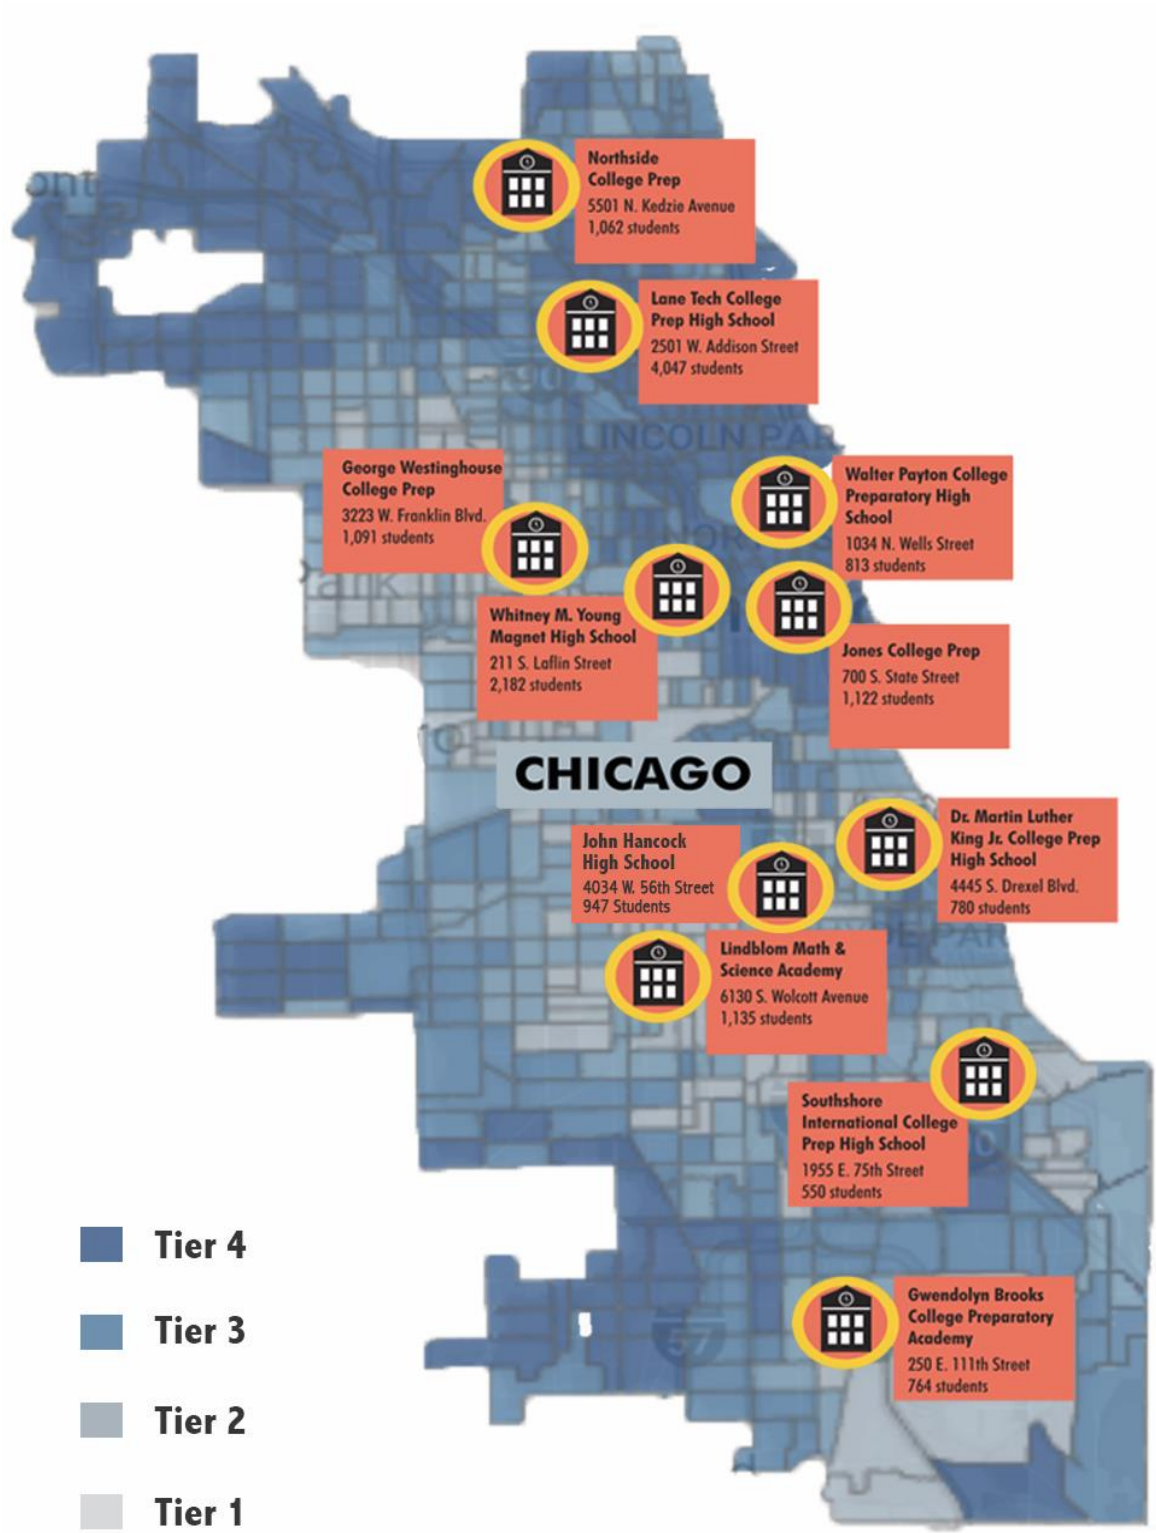 Northside
College Prep
5501 N. Kedzie Avenue
1,062 students
Lane Tech College
Prep High School
2501 W. Addison Street
4,047 students
90
LINCOLN PAR
George Westinghouse
College Prep
3223 W. Franklin Blvd.
1,091 students
Walter Payton College
Preparatory High
School
1034 N. Wells Street
813 students
Whitney M. Young
Magnet High School
211 S. Laflin Street
2,182 students
Jones College Prep
700 S. State Street
1,122 students
CHICAGO
John Hancock
High School
4034 W. 56th Street
947 Students
Dr. Martin Luther
King Jr. College Prep
High School
4445 S. Drexel Blvd.
780 students
Lindblom Math &
Science Academy
6130 S. Wolcott Avenue
1,135 students
Southshore
International College
Prep High School
1955 E. 75th Street
550 students
57
Gwendolyn Brooks
College Preparatory
Academy
250 E. 111th Street
764 students
Tier 4
Tier 3
Tier 2
Tier 1